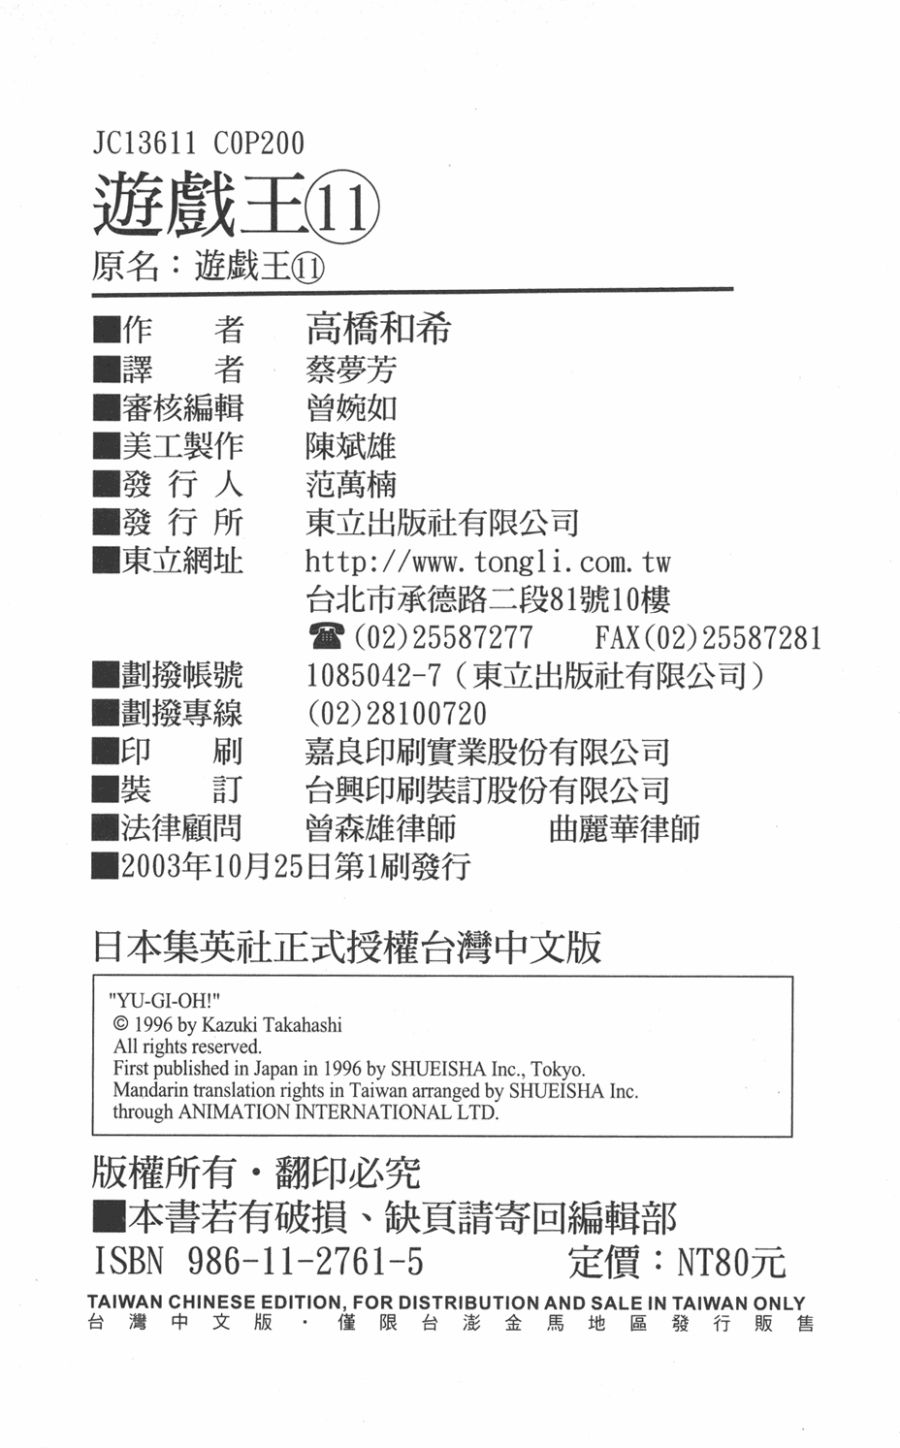 JC13611 C0P200
遊戲王⑪
原名：遊戯王⑪
■作 者 高橋和希
■譯 者 蔡夢芳
■審核編輯 曾婉如
■美工製作 陳斌雄
■發行人 范萬楠
■發行所 東立出版社有限公司
■東立網址 http://www.tongli.com.tw
台北市承德路二段81號10樓
☎(02)25587277 FAX(02)25587281
■劃撥帳號 1085042-7（東立出版社有限公司）
■劃撥專線 (02)28100720
■印 刷 嘉良印刷實業股份有限公司
■裝 訂 台興印刷裝訂股份有限公司
■法律顧問 曾森雄律師 曲麗華律師
■2003年10月25日第1刷發行
日本集英社正式授權台灣中文版
"YU-GI-OH!"
© 1996 by Kazuki Takahashi
All rights reserved.
First published in Japan in 1996 by SHUEISHA Inc., Tokyo.
Mandarin translation rights in Taiwan arranged by SHUEISHA Inc.
through ANIMATION INTERNATIONAL LTD.
版權所有・翻印必究
■本書若有破損、缺頁請寄回編輯部
ISBN 986-11-2761-5 定價：NT80元
TAIWAN CHINESE EDITION, FOR DISTRIBUTION AND SALE IN TAIWAN ONLY
台灣中文版・僅限台澎金馬地區發行販售